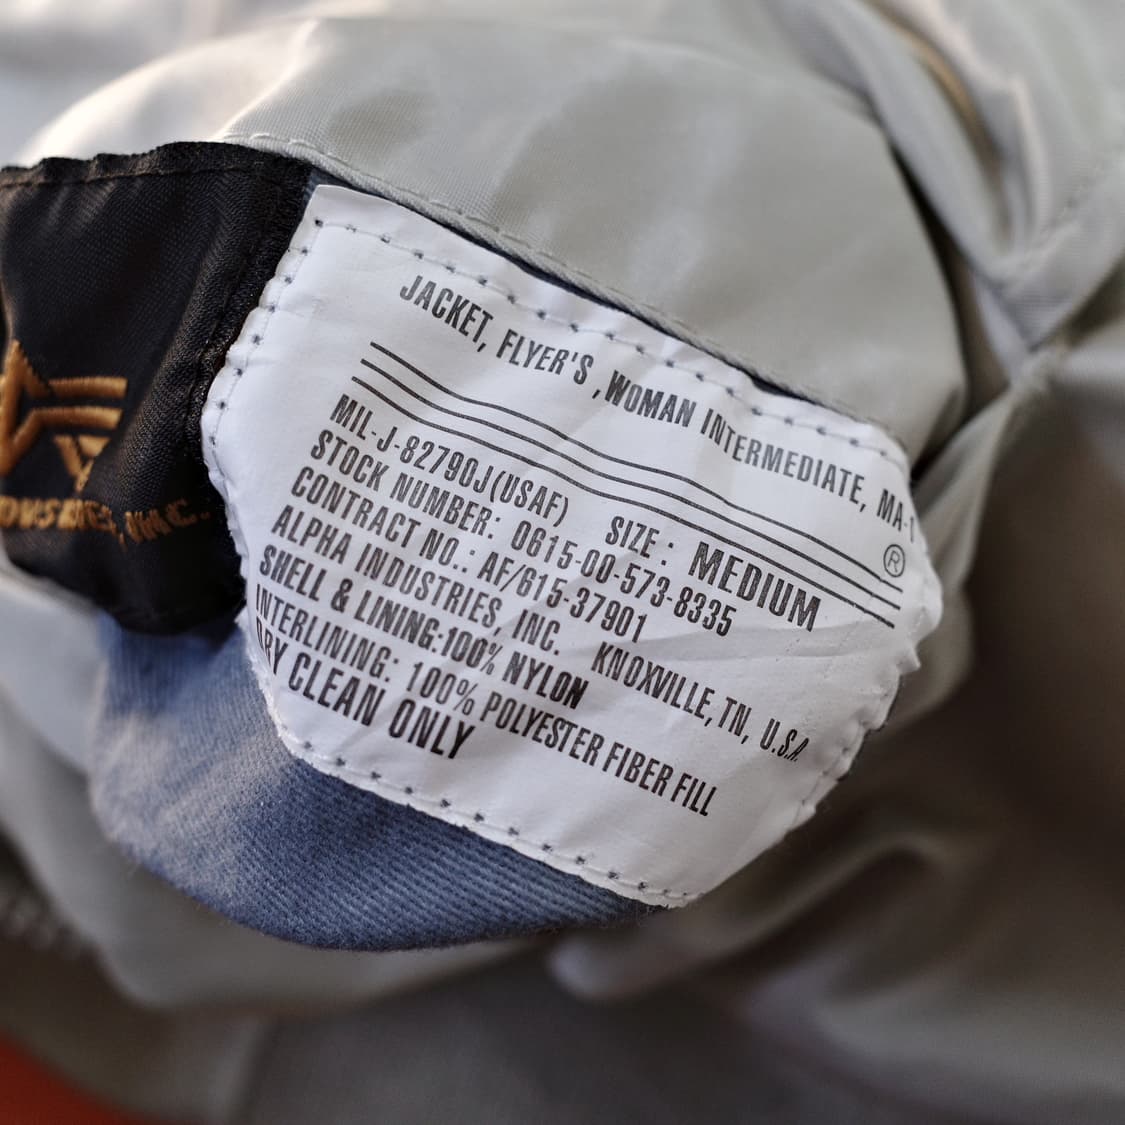 JACKET, FLYER'S ,WOMAN INTERMEDIATE, MA-1
®
MIL-J-82790J(USAF) SIZE : MEDIUM
STOCK NUMBER: 0615-00-573-8335
CONTRACT NO.: AF/615-37901
ALPHA INDUSTRIES, INC. KNOXVILLE, TN, U.S.A.
SHELL & LINING:100% NYLON
INTERLINING: 100% POLYESTER FIBER FILL
DRY CLEAN ONLY
INC.